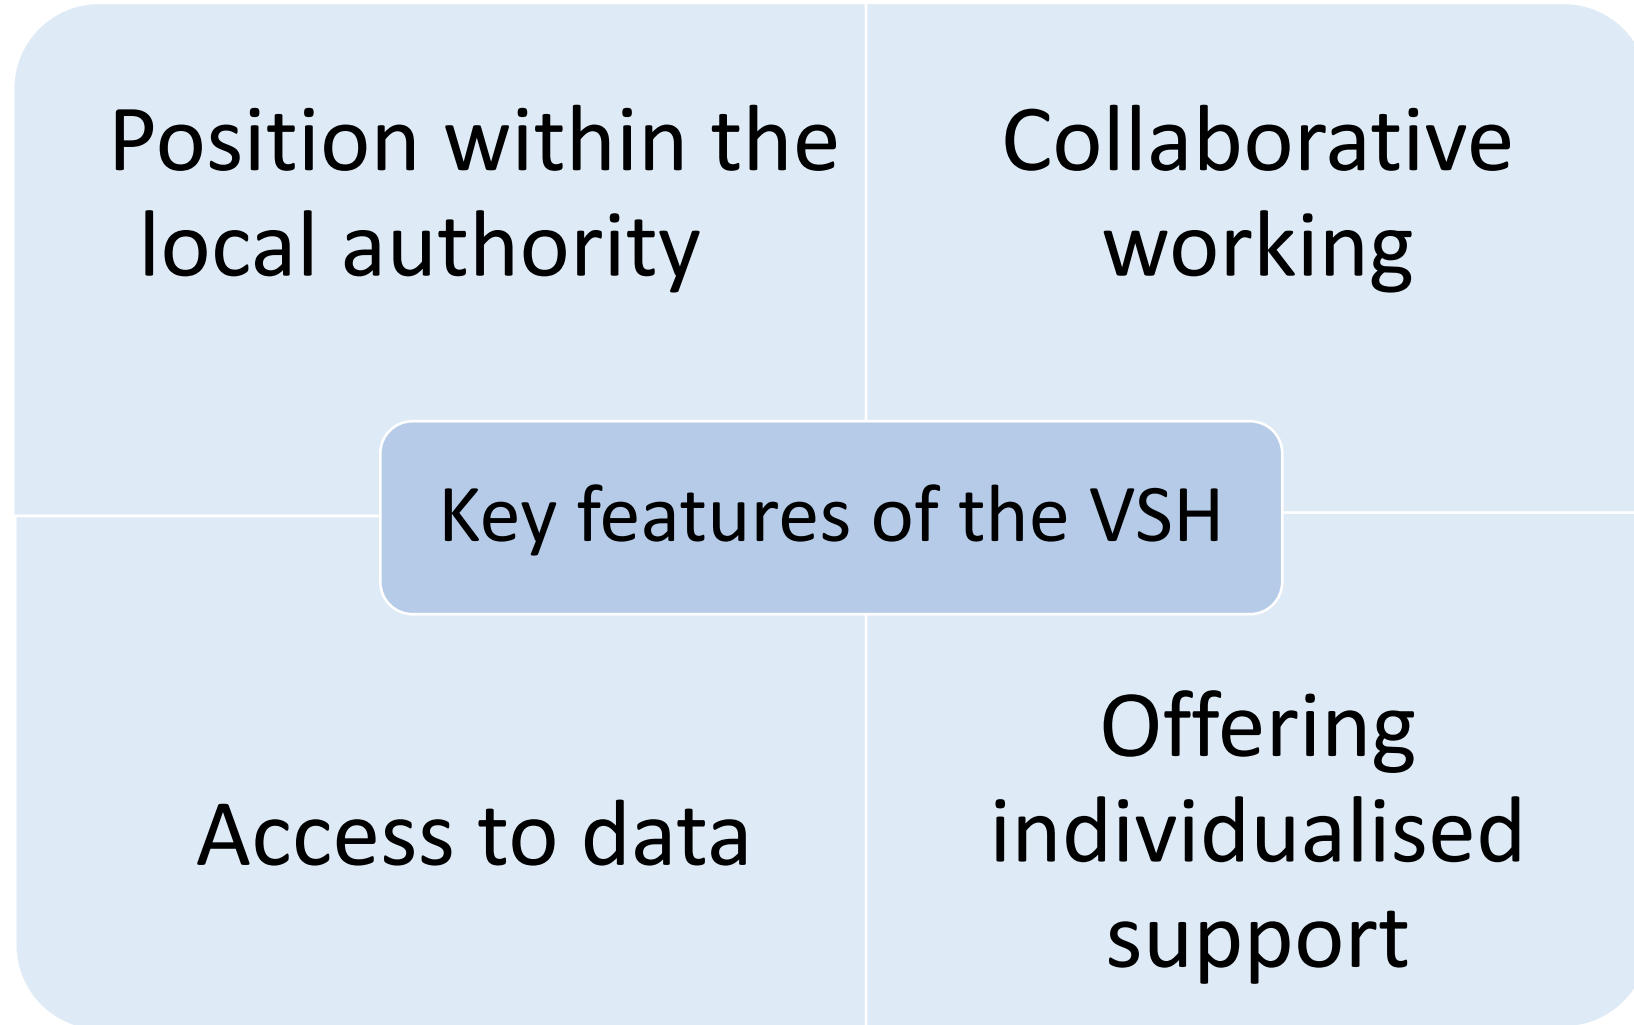 Position within the
local authority
Collaborative
working
Key features of the VSH
Access to data
Offering
individualised
support